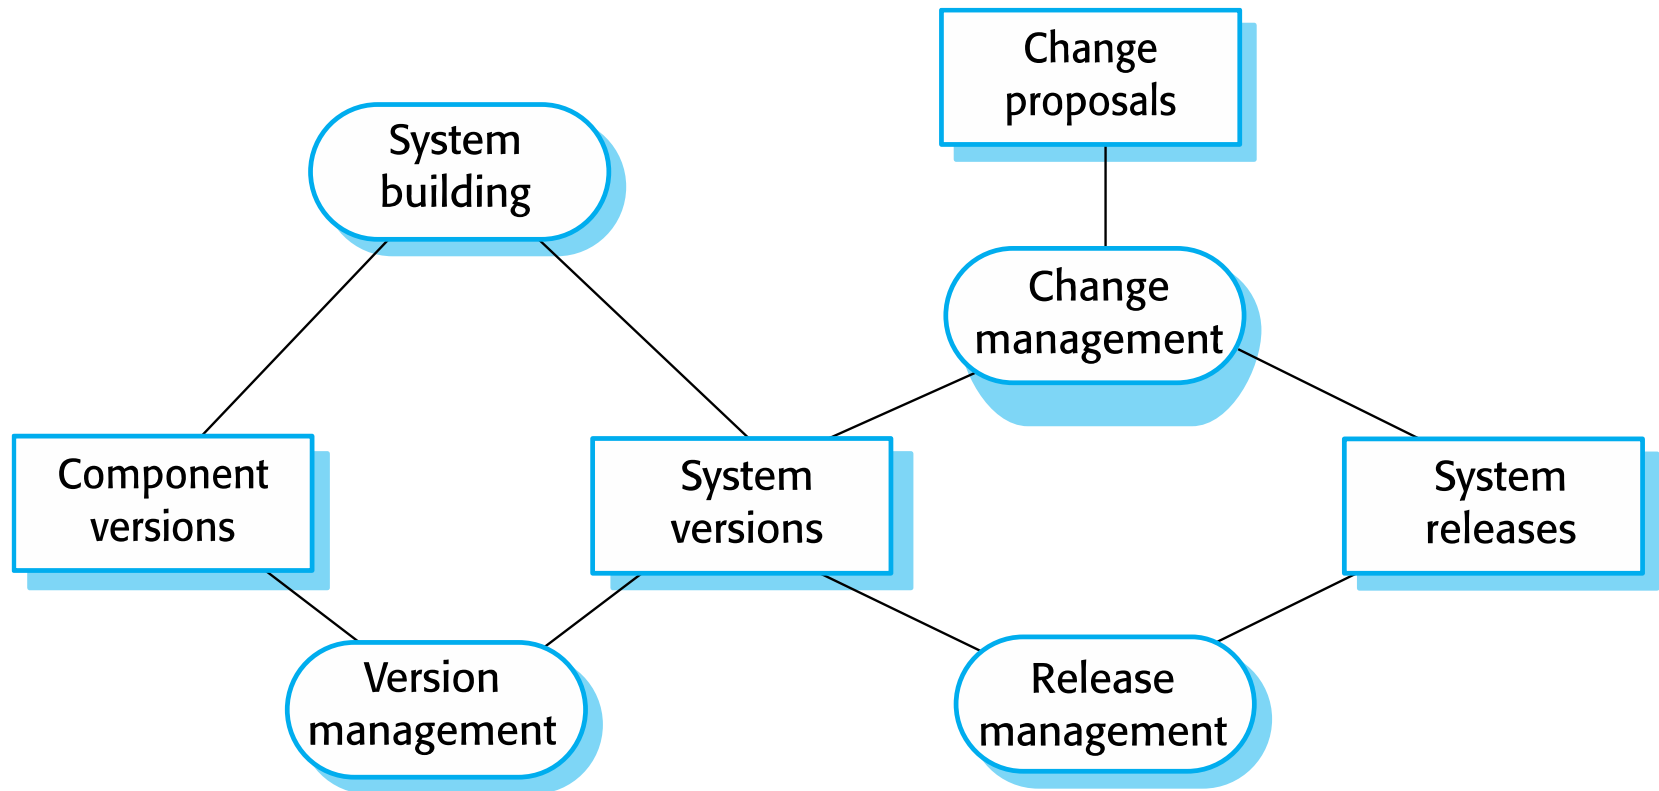 Change
proposals
System
building
Change
management
Component
versions
System
versions
System
releases
Version
management
Release
management